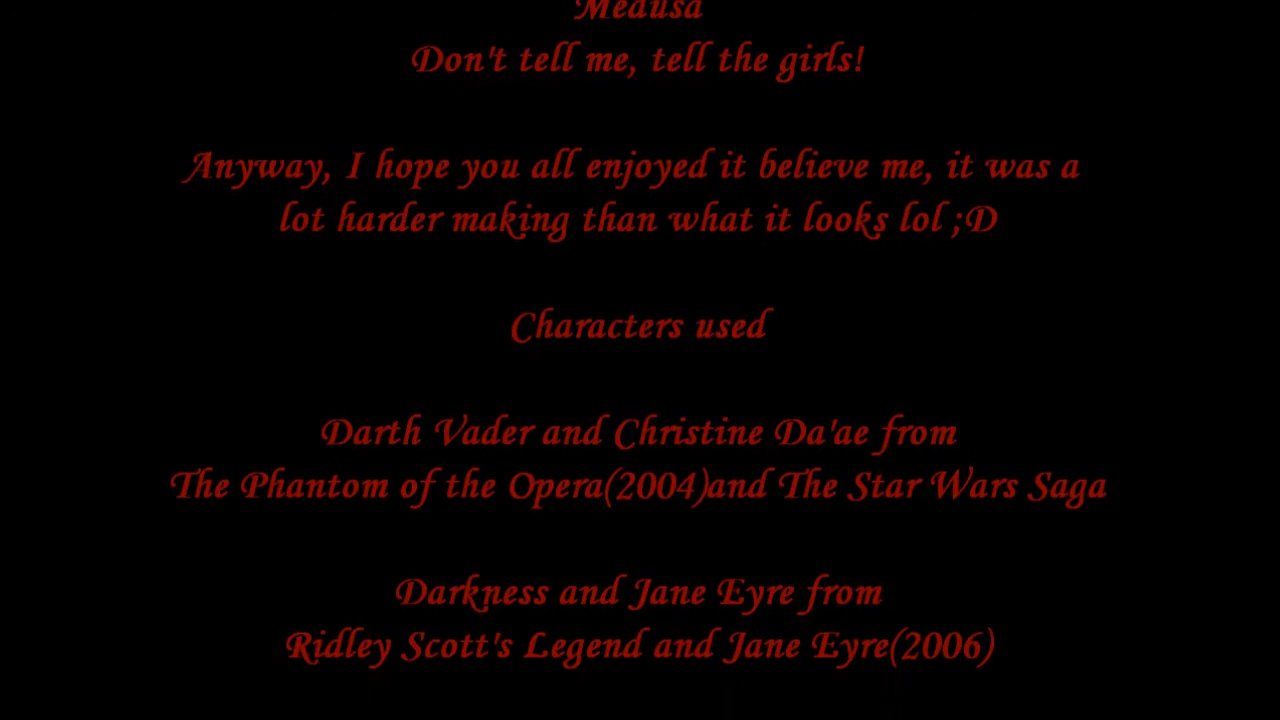 Medusa
Don't tell me, tell the girls!
Anyway, I hope you all enjoyed it believe me, it was a
lot harder making than what it looks lol ;D
Characters used
Darth Vader and Christine Da'ae from
The Phantom of the Opera(2004)and The Star Wars Saga
Darkness and Jane Eyre from
Ridley Scott's Legend and Jane Eyre(2006)